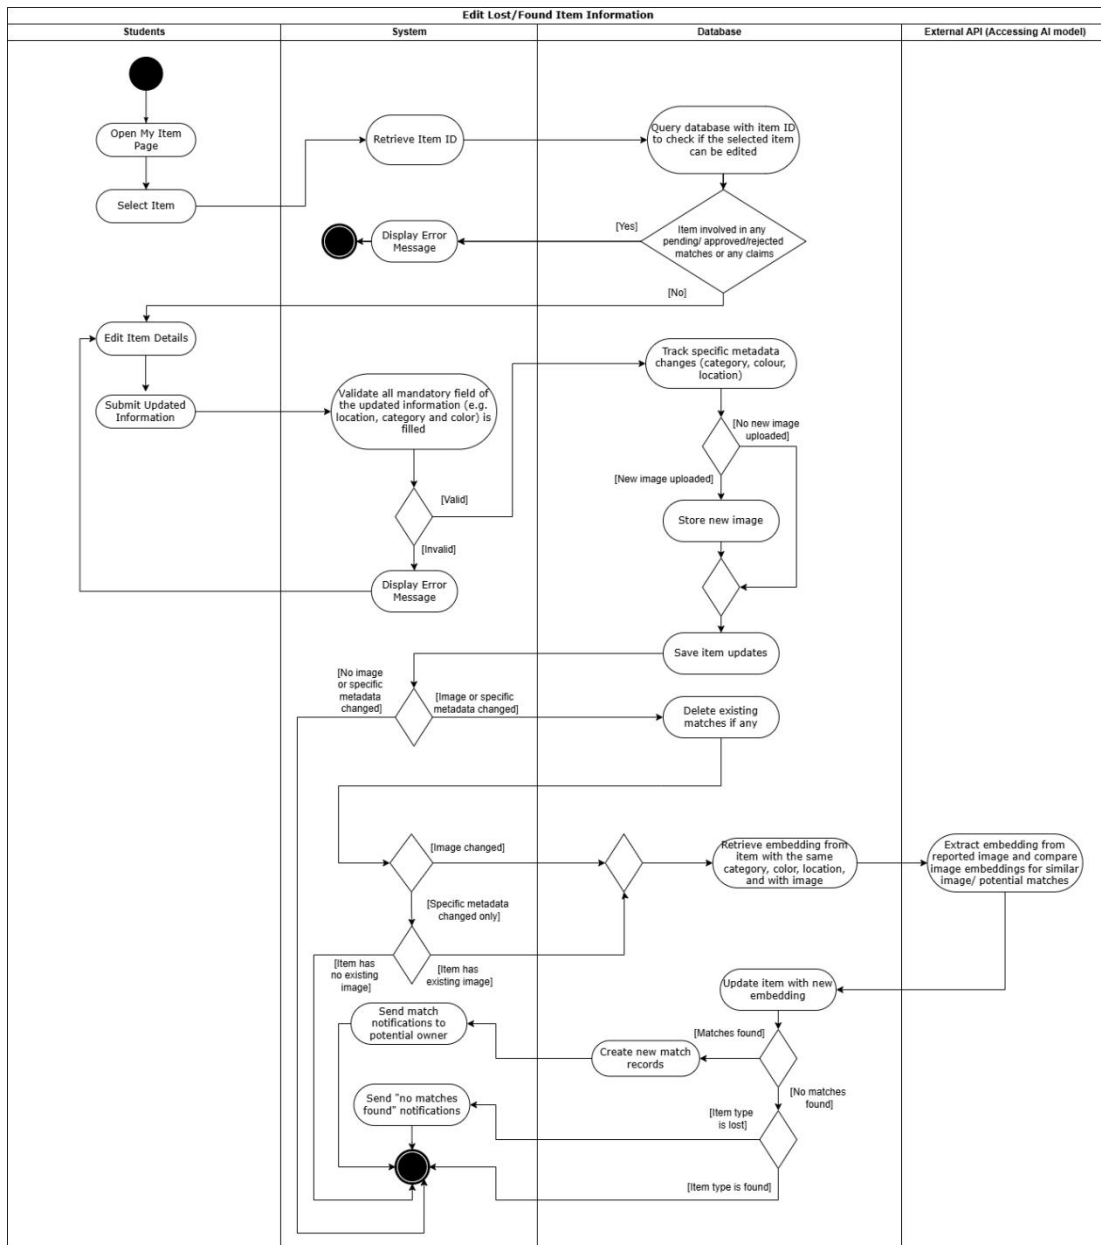 Edit Lost/Found Item Information
Students
System
Database
External API (Accessing AI model)
Open My Item
Page
Select Item
Retrieve Item ID
Query database with item ID
to check if the selected item
can be edited
Item involved in any
pending/ approved/rejected
matches or any claims
[Yes]
Display Error
Message
[No]
Edit Item Details
Submit Updated
Information
Validate all mandatory field of
the updated information (e.g.
location, category and color) is
filled
[Valid]
[Invalid]
Display Error
Message
Track specific metadata
changes (category, colour,
location)
[No new image
uploaded]
[New image uploaded]
Store new image
Save item updates
[No image
or specific
metadata
changed]
[Image or specific
metadata changed]
Delete existing
matches if any
[Image changed]
[Specific metadata
changed only]
Retrieve embedding from
item with the same
category, color, location,
and with image
Extract embedding from
reported image and compare
image embeddings for similar
image/ potential matches
[Item has
no existing
image]
[Item has
existing image]
Update item with new
embedding
[Matches found]
Create new match
records
Send match
notifications to
potential owner
[No matches
found]
[Item type
is lost]
Send "no matches
found" notifications
[Item type is found]